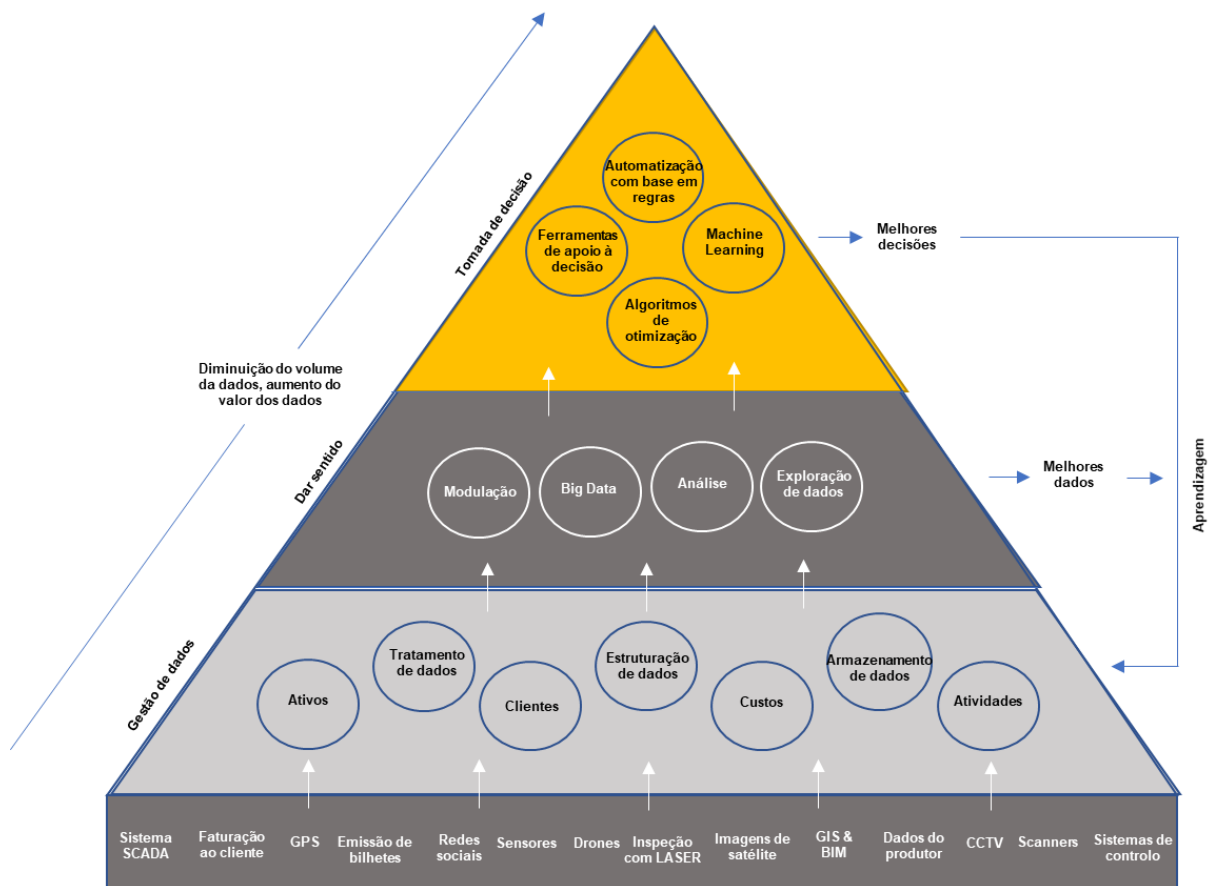 Automatização
com base em
regras
Ferramentas
de apoio à
decisão
Machine
Learning
Algoritmos
de
otimização
Tomada de decisão
Melhores
decisões
Diminuição do volume
da dados, aumento do
valor dos dados
Dar sentido
Modulação
Big Data
Análise
Exploração
de dados
Melhores
dados
Aprendizagem
Gestão de dados
Ativos
Tratamento
de dados
Clientes
Estruturação
de dados
Custos
Armazenamento
de dados
Atividades
Sistema
SCADA
Faturação
ao cliente
GPS
Emissão de
bilhetes
Redes
sociais
Sensores
Drones
Inspeção
com LASER
Imagens de
satélite
GIS &
BIM
Dados do
produtor
CCTV
Scanners
Sistemas de
controlo